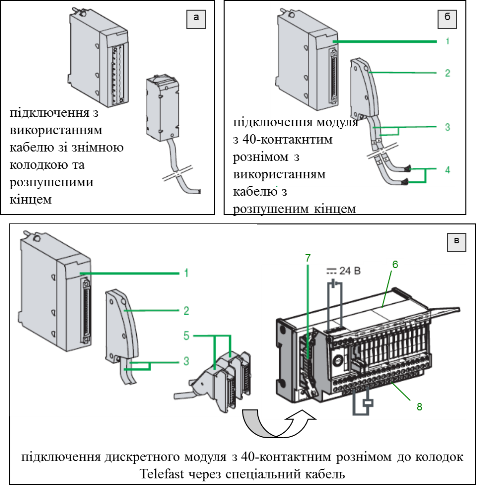 а
підключення з
використанням
кабелю зі знімною
колодкою та
розпушеними
кінцем
б
1
2
підключення модуля
з 40-контакнтим
рознімом з
використанням
кабелю з
розпушеним кінцем
3
4
в
1
2
3
5
7
24 В
6
8
підключення дискретного модуля з 40-контактним рознімом до колодок
Telefast через спеціальний кабель